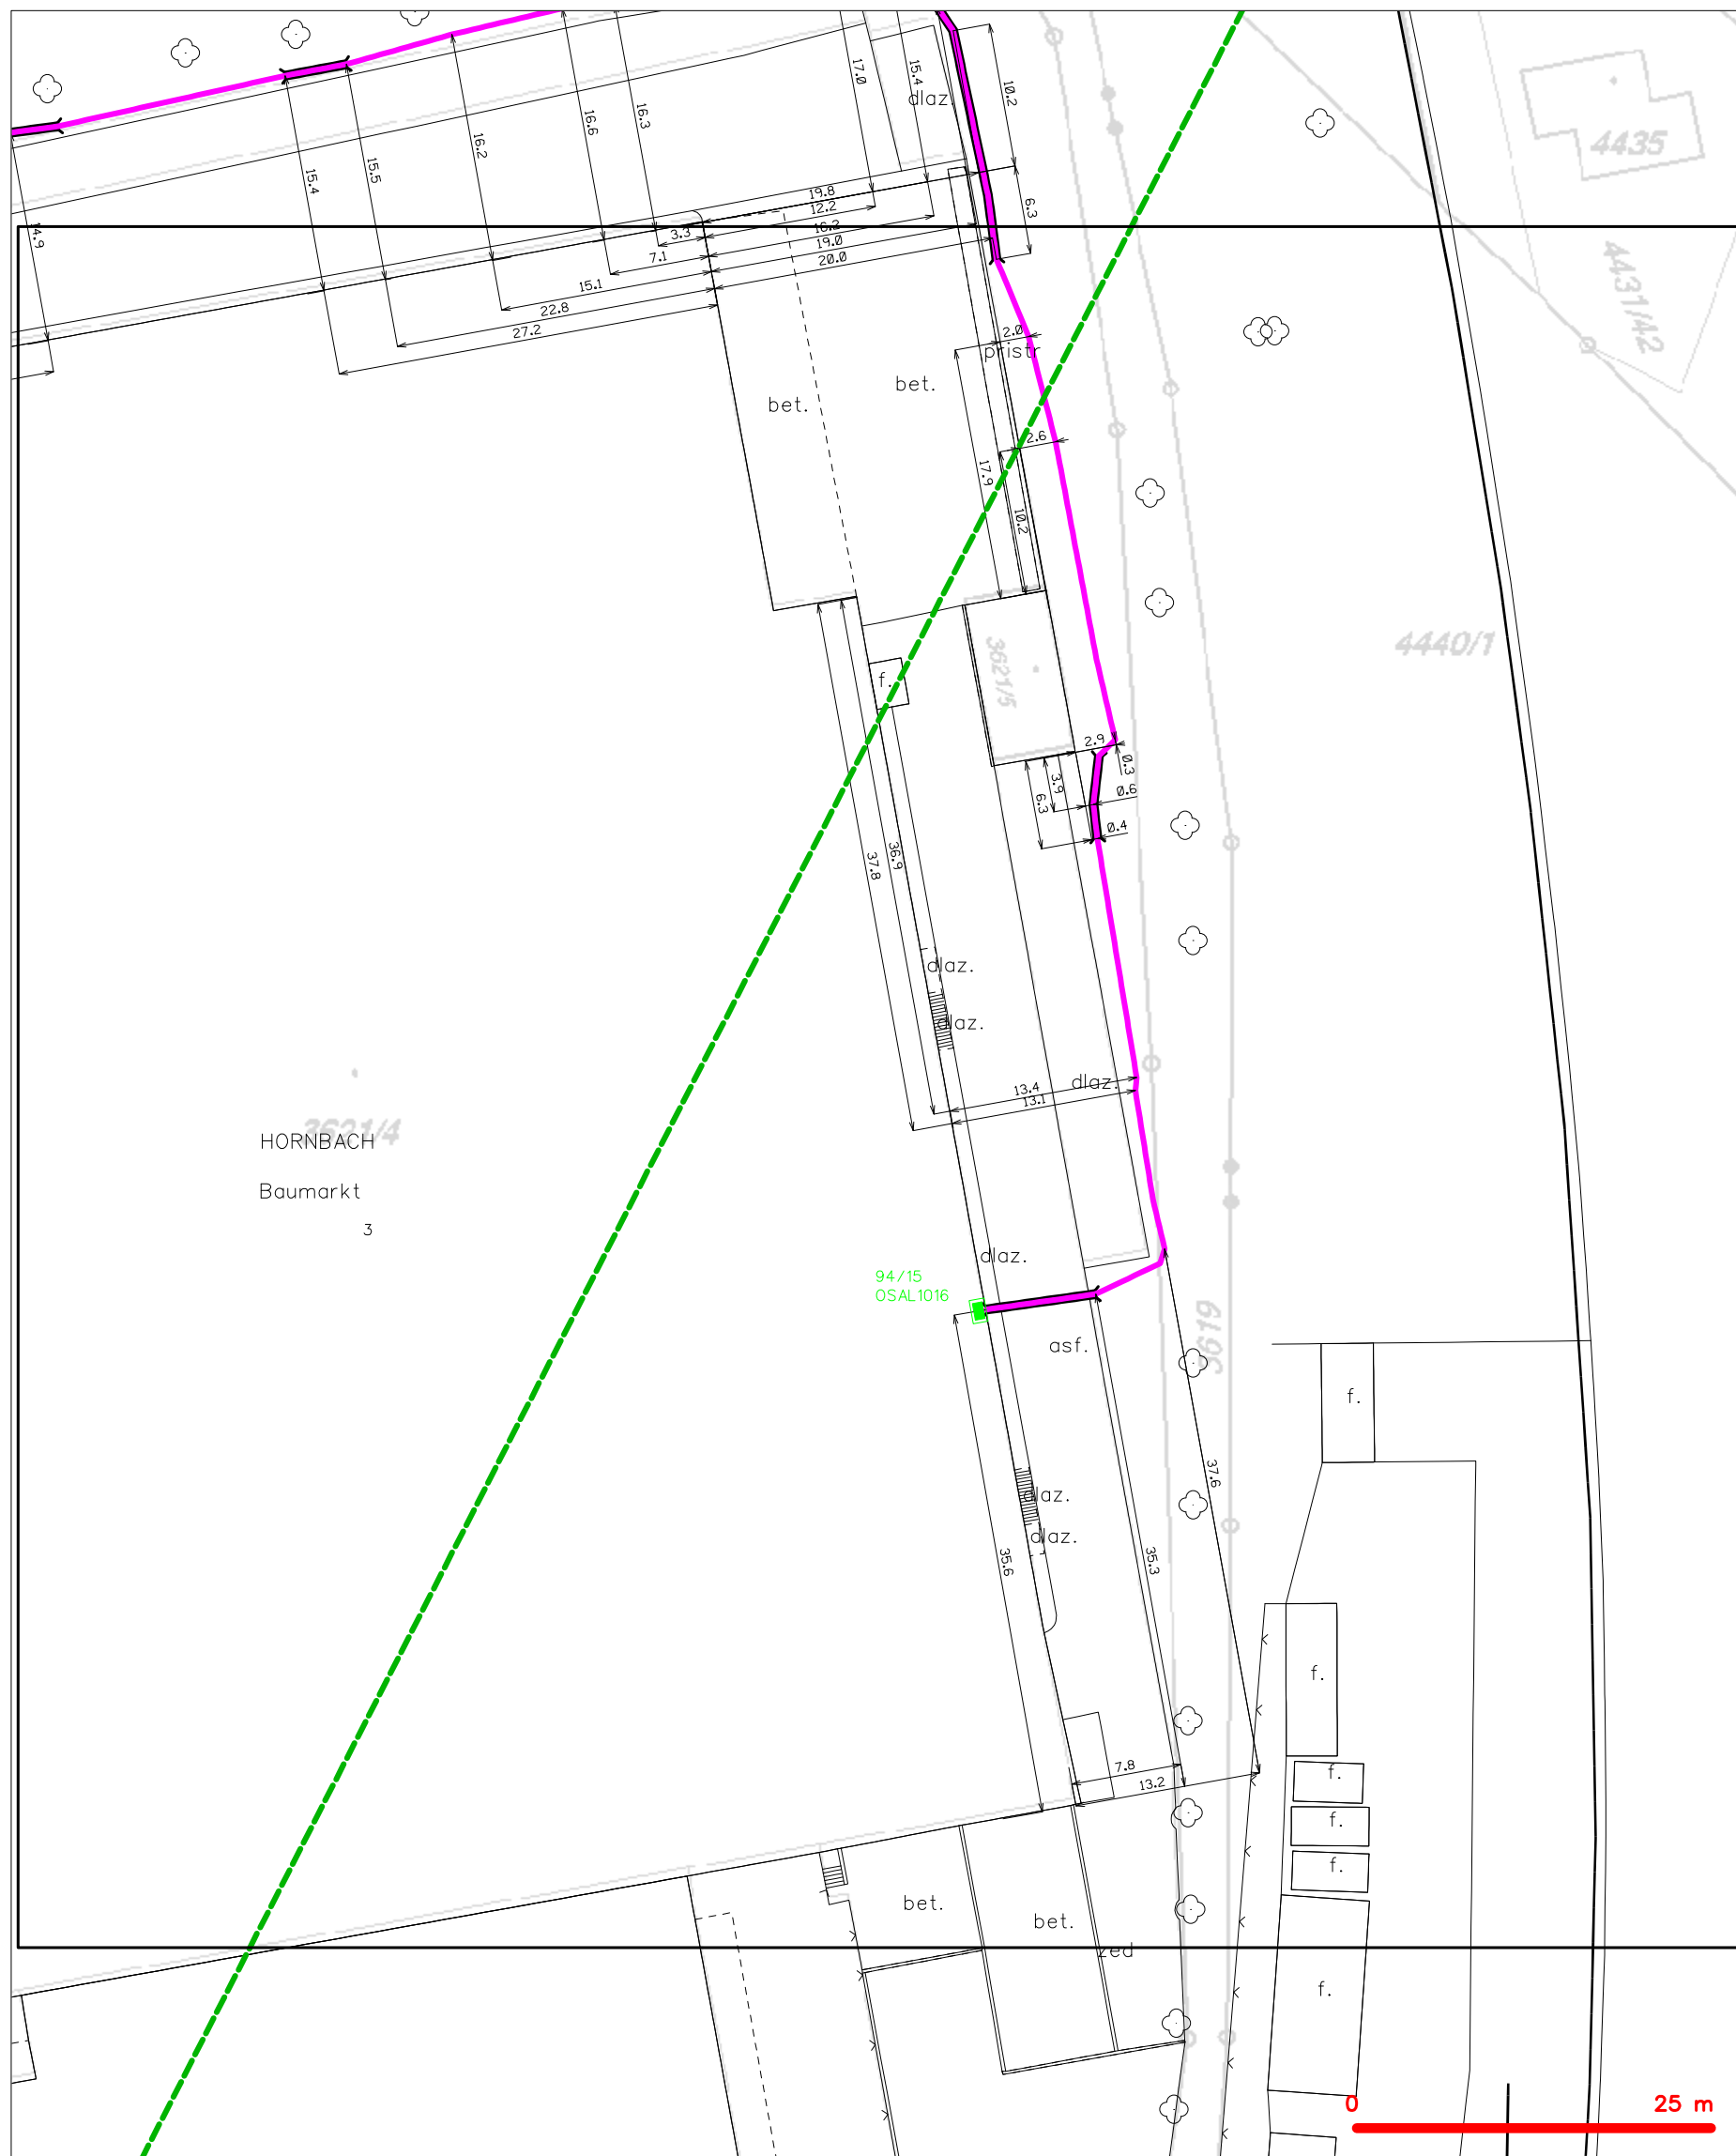 17.0
15.4
dlaz.
10.2
4435
16.6
16.3
16.2
15.5
15.4
19.8
12.2
16.2
6.3
14.9
3.3
19.0
7.1
20.0
15.1
22.8
27.2
4431/42
2.0
pristr
bet.
bet.
2.6
17.9
10.2
4440/1
3621/5
f.
2.9
0.3
3.9
0.6
6.3
0.4
36.9
37.8
dlaz.
dlaz.
13.4
dlaz.
13.1
3621/4
HORNBACH
Baumarkt
3
dlaz.
94/15
OSAL1016
3619
asf.
f.
37.6
dlaz.
dlaz.
35.6
35.3
f.
7.8
13.2
f.
f.
f.
bet.
bet.
zed
f.
0 25 m